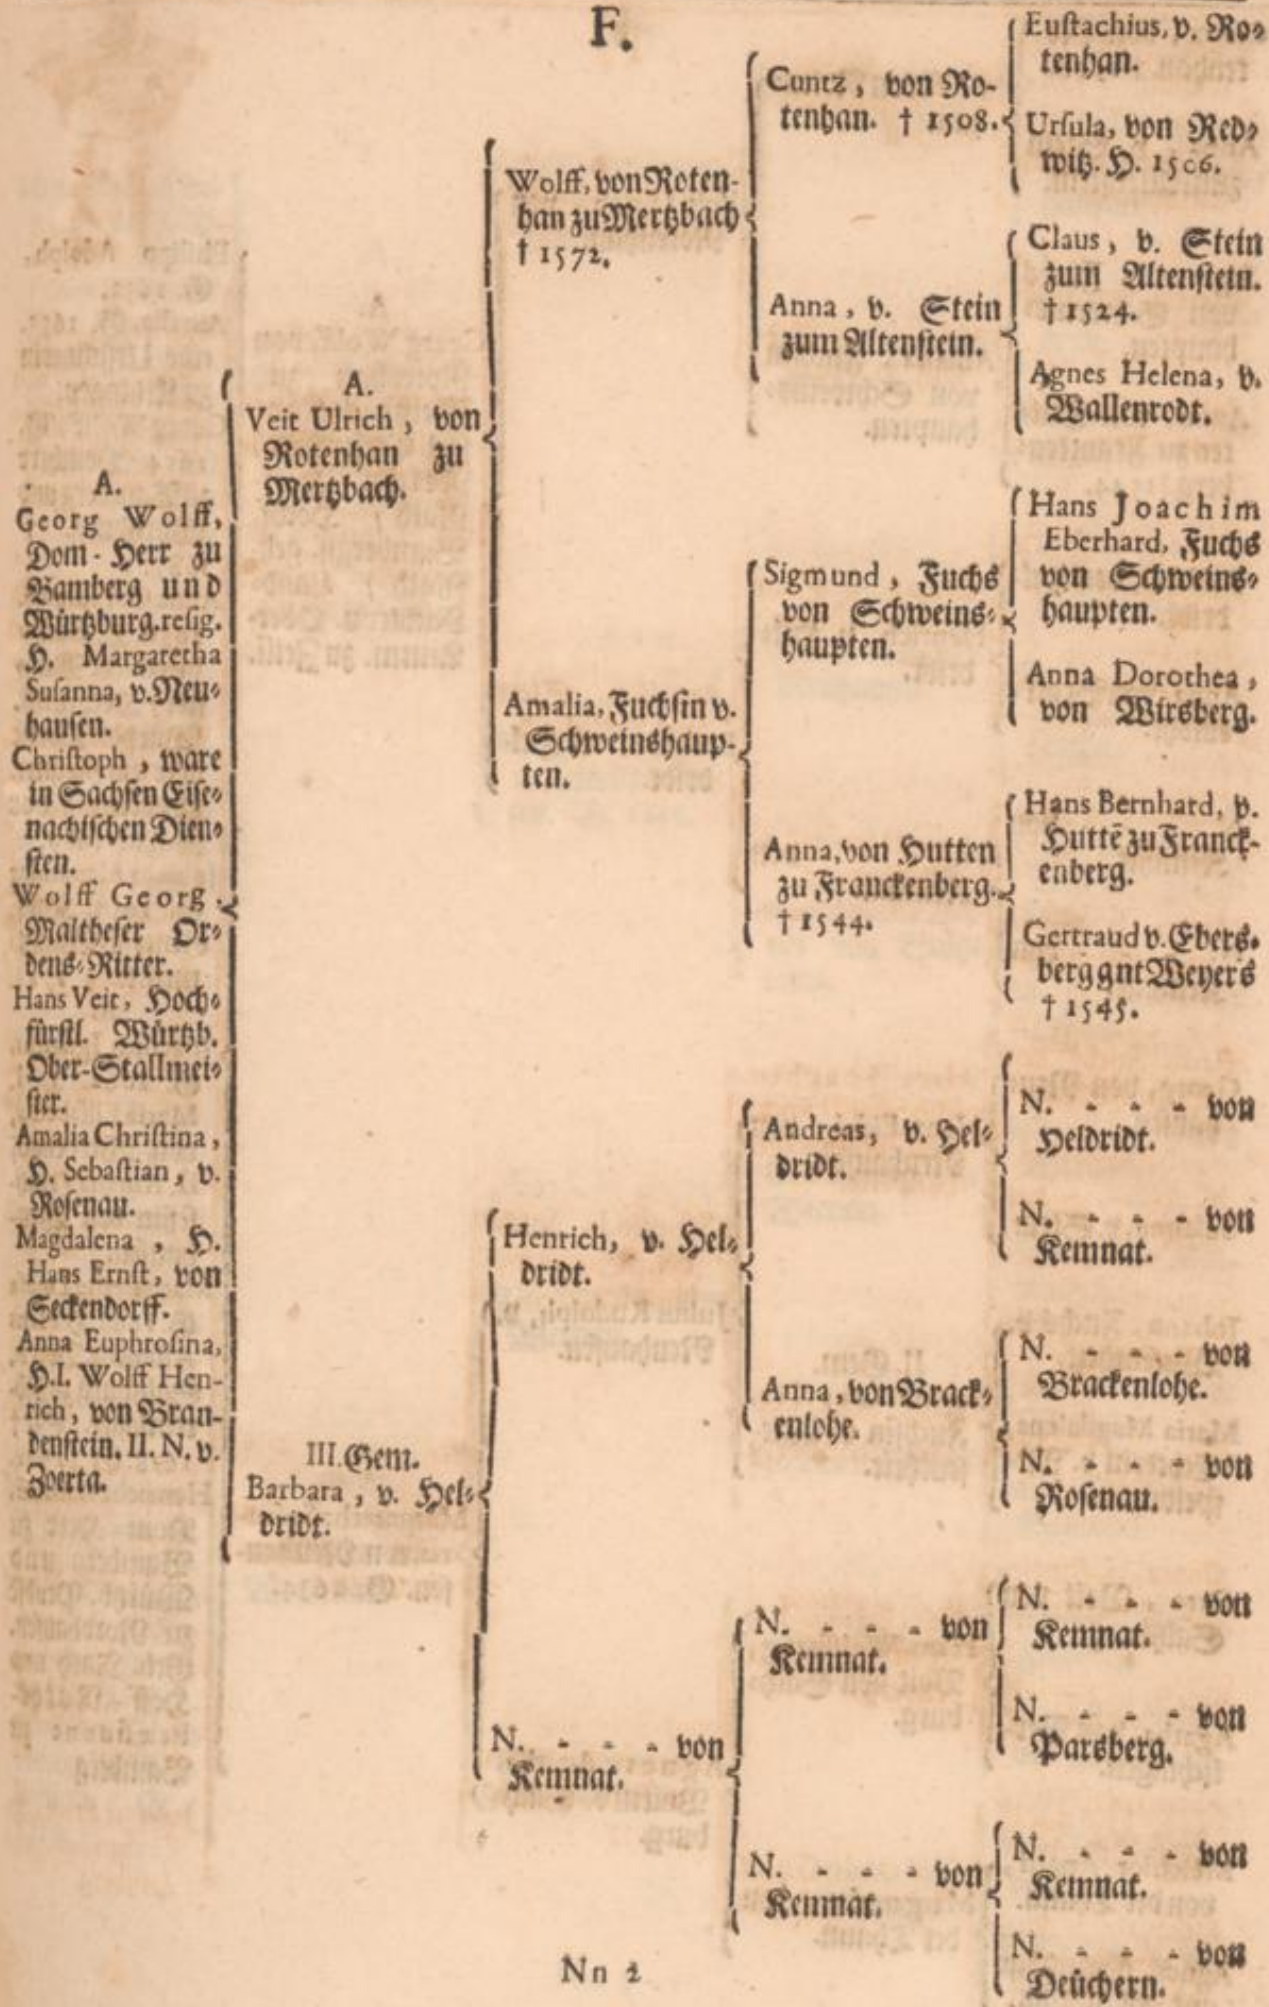 F.
A.
Georg Wolff,
Dom-Herr zu
Bamberg und
Würtzburg.resig.
H. Margaretha
Susanna, v.Neu-
hausen.
Christoph, ware
in Sachsen Eise-
nachischen Dien-
sten.
Wolff Georg.
Maltheser Or-
dens-Ritter.
Hans Veit, Hoch-
fürstl. Würtzb.
Ober-Stallmei-
ster.
Amalia Christina,
H. Sebastian, v.
Rosenau.
Magdalena, H.
Hans Ernst, von
Seckendorff.
Anna Euphrosina,
H.I. Wolff Hen-
rich, von Bran-
denstein. II. N. v.
Zoerta.
A.
Veit Ulrich, von
Rotenhan zu
Mertzbach.
III.Gem.
Barbara, v. Hel-
dridt.
Wolff, von Roten-
han zu Mertzbach
† 1572.
Amalia, Fuchsin v.
Schweinshaup-
ten.
Henrich, v. Hel-
dridt.
N. - - - von
Kemnat.
Cuntz, von Ro-
tenhan. † 1508.
Anna, v. Stein
zum Altenstein.
Sigmund, Fuchs
von Schweins-
haupten.
Anna, von Hutten
zu Franckenberg.
† 1544.
Andreas, v. Hel-
dridt.
Anna, von Brack-
enlohe.
N. - - - von
Kemnat.
N. - - - von
Kemnat.
Eustachius, v. Ro-
tenhan.
Ursula, von Red-
witz. H. 1506.
Claus, v. Stein
zum Altenstein.
† 1524.
Agnes Helena, v.
Wallenrodt.
Hans Joachim
Eberhard, Fuchs
von Schweins-
haupten.
Anna Dorothea,
von Wirsberg.
Hans Bernhard, v.
Huttē zu Franck-
enberg.
Gertraud v. Ebers-
berg gnt Weyers
† 1545.
N. - - - von
Heldridt.
N. - - - von
Kemnat.
N. - - - von
Brackenlohe.
N. - - - von
Rosenau.
N. - - - von
Kemnat.
N. - - - von
Parsberg.
N. - - - von
Kemnat.
N. - - - von
Deüchern.
Nn 2